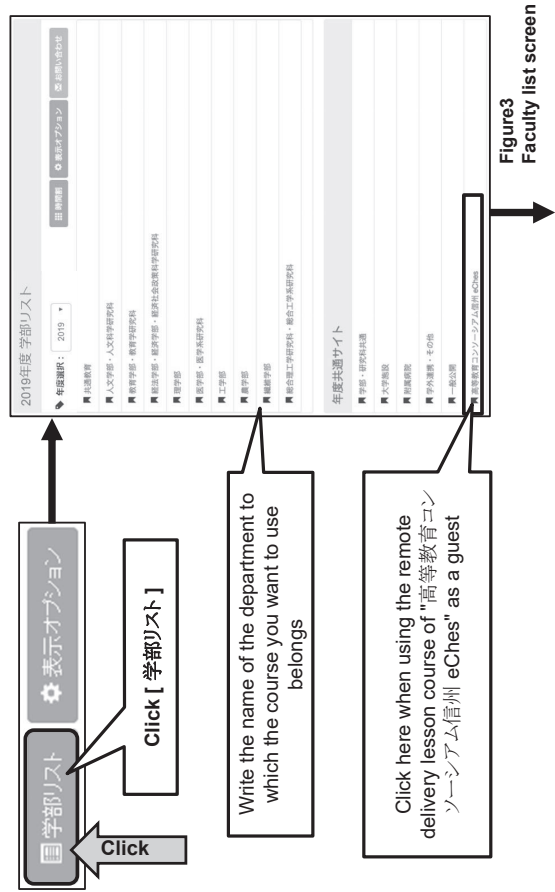 学部リスト
表示オプション
Click
Click [ 学部リスト ]
2019年度 学部リスト
年度選択： 2019
時間割
表示オプション
お問い合わせ
共通教育
人文学部・人文科学研究科
教育学部・教育学研究科
経法学部・経済学部・経済社会政策科学研究科
理学部
医学部・医学系研究科
工学部
農学部
繊維学部
総合理工学研究科・総合工学系研究科
年度共通サイト
学部・研究科共通
大学施設
附属病院
学外連携・その他
一般公開
高等教育コンソーシアム信州 eChes
Write the name of the department to
which the course you want to use
belongs
Click here when using the remote
delivery lesson course of "高等教育コン
ソーシアム信州 eChes" as a guest
Figure3
Faculty list screen